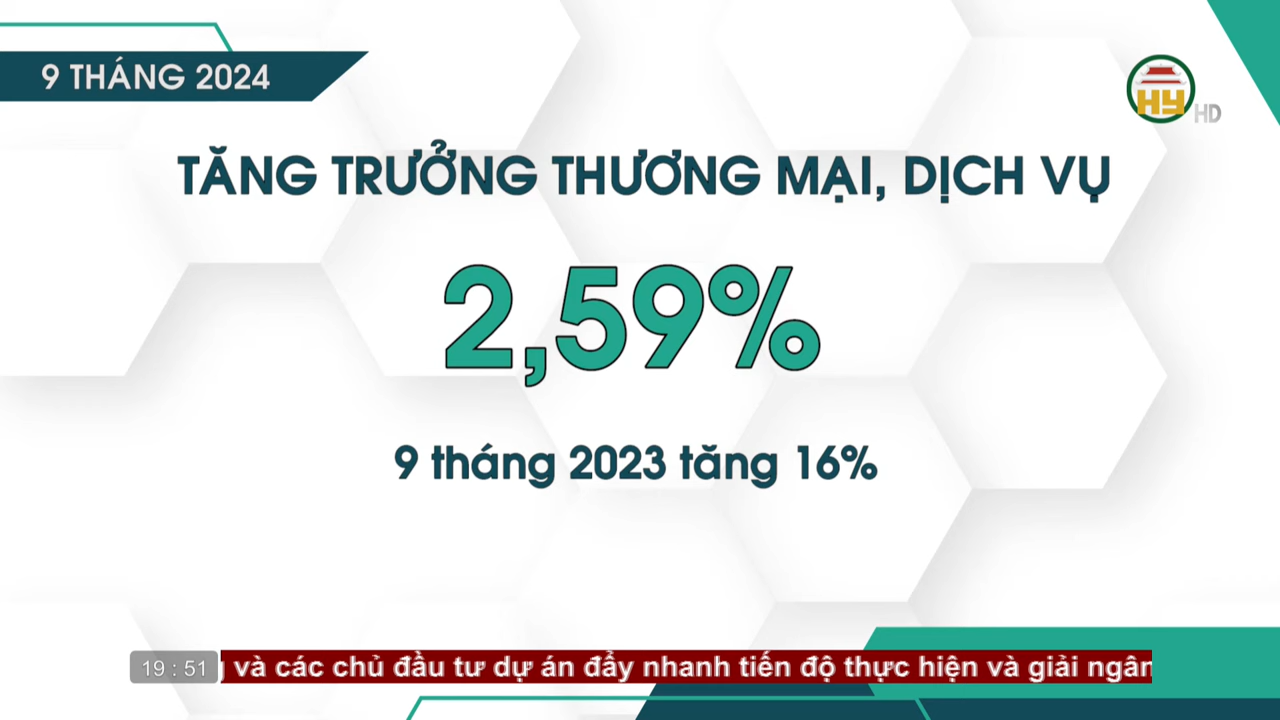 9 THÁNG 2024
HY HD
TĂNG TRƯỞNG THƯƠNG MẠI, DỊCH VỤ
2,59%
9 tháng 2023 tăng 16%
19 : 51
và các chủ đầu tư dự án đẩy nhanh tiến độ thực hiện và giải ngân